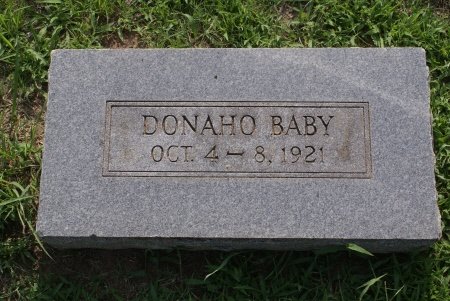 DONAHO BABY
OCT. 4 – 8, 1921